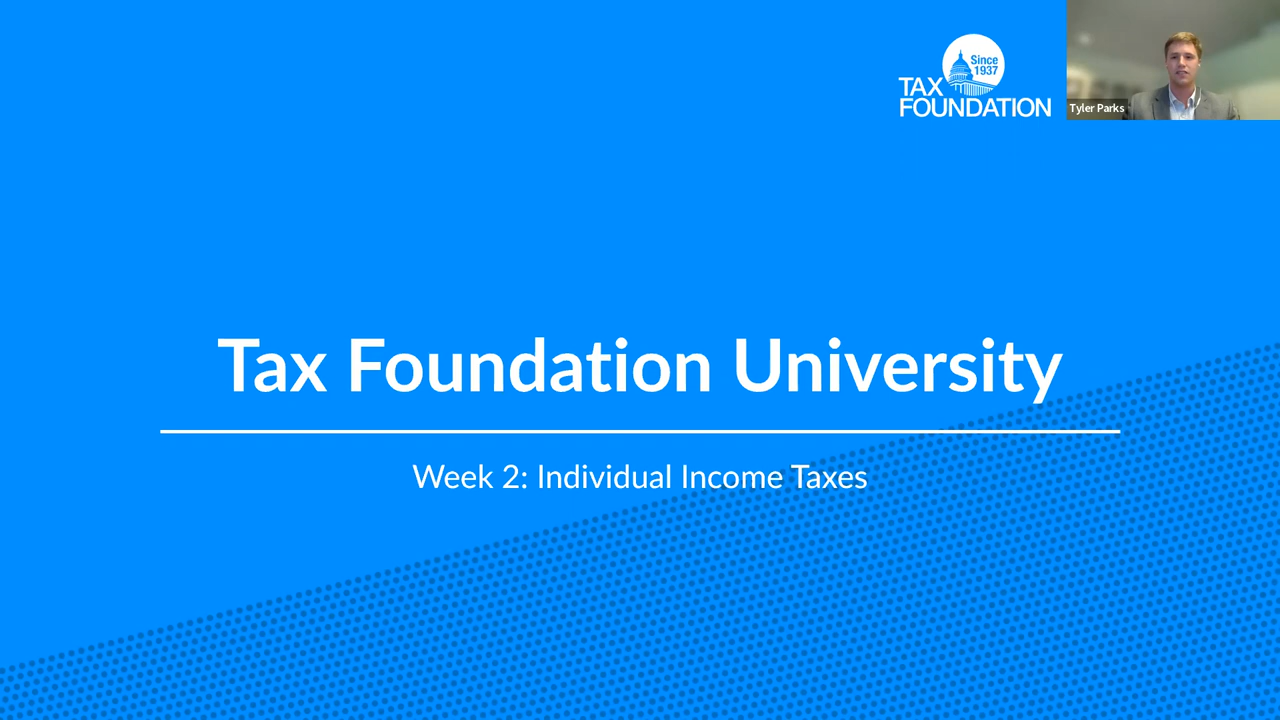 Since
1937
TAX
FOUNDATION
Tyler Parks
Tax Foundation University
Week 2: Individual Income Taxes